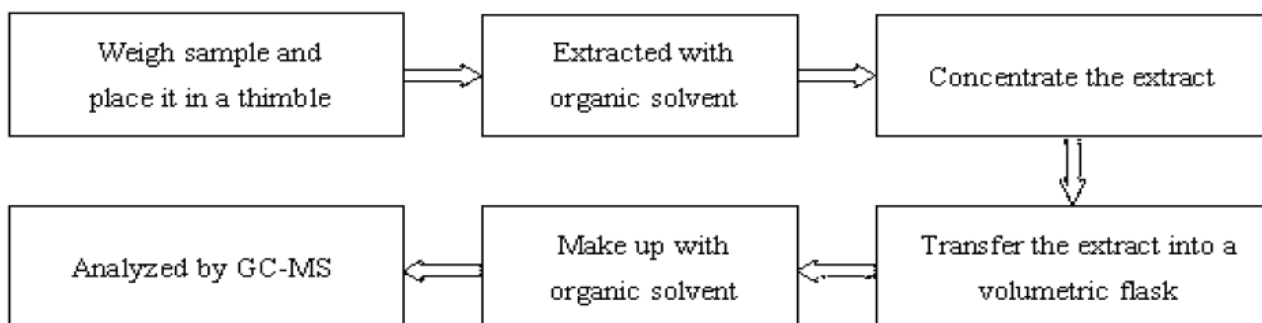 Weigh sample and
place it in a thimble
Extracted with
organic solvent
Concentrate the extract
Transfer the extract into a
volumetric flask
Make up with
organic solvent
Analyzed by GC-MS